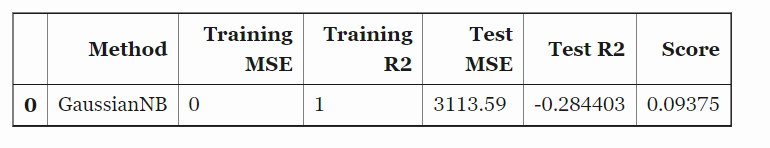 Method Training MSE Training R2 Test MSE Test R2 Score
0 GaussianNB 0 1 3113.59 -0.284403 0.09375